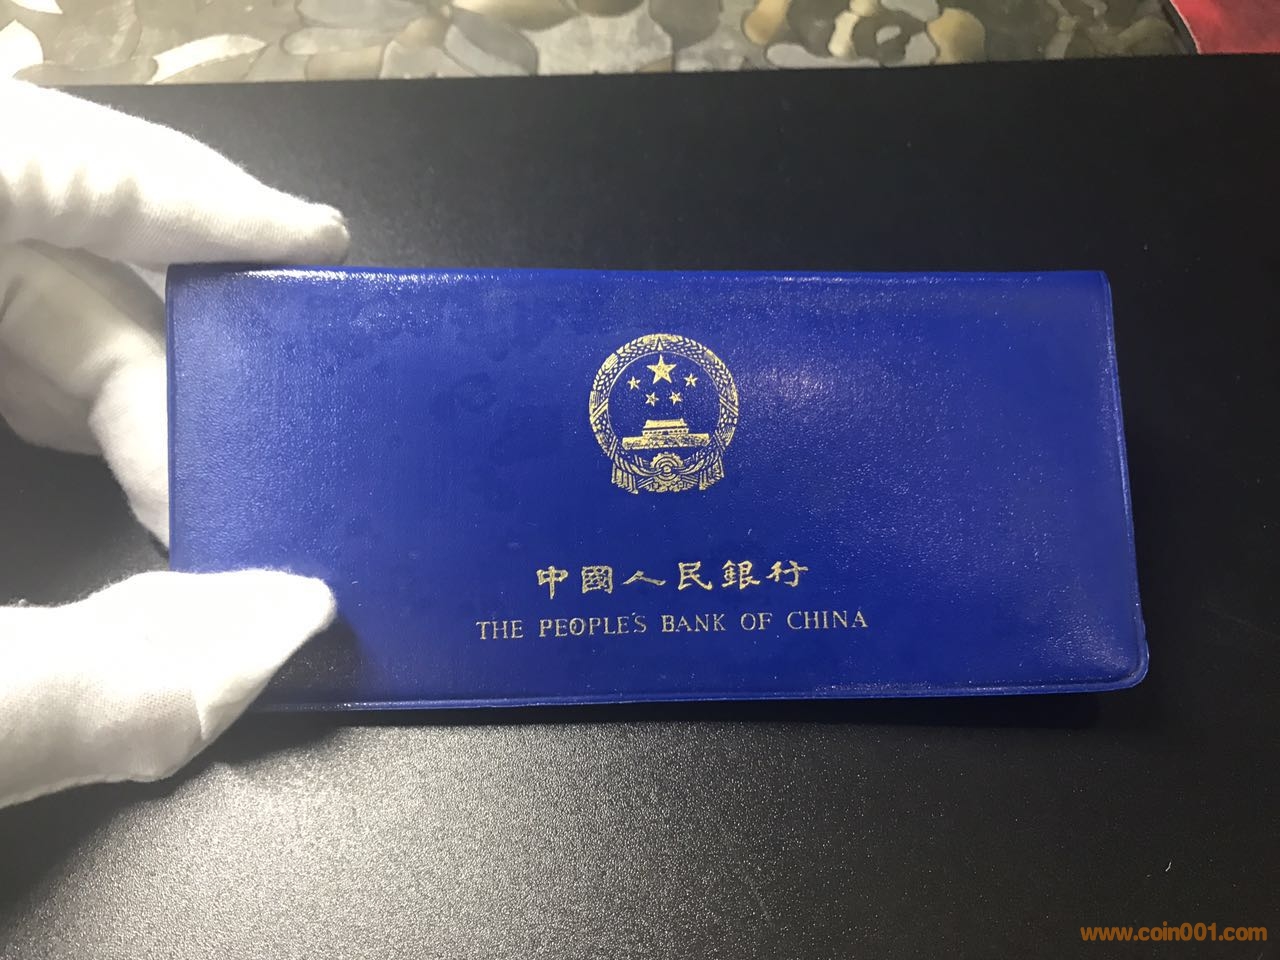 中國人民銀行
THE PEOPLE'S BANK OF CHINA
www.coin001.com